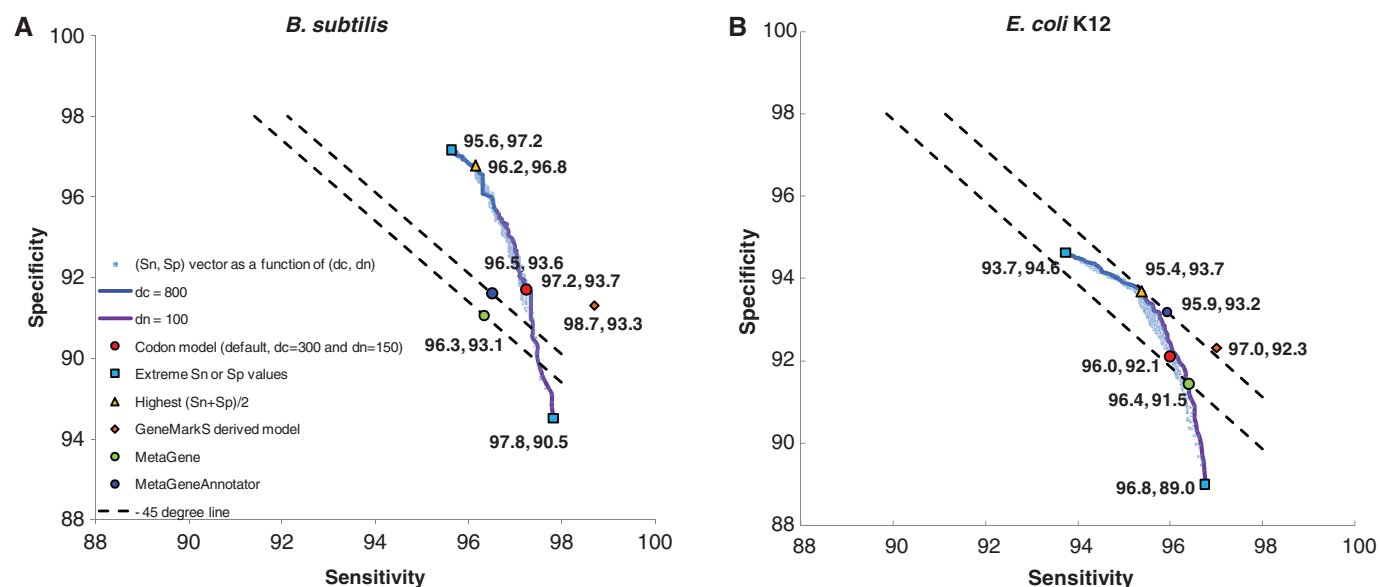 A
B. subtilis
100
98
96
94
92
90
88
Specificity
95.6, 97.2
96.2, 96.8
96.5, 93.6
97.2, 93.7
98.7, 93.3
96.3, 93.1
97.8, 90.5
(Sn, Sp) vector as a function of (dc, dn)
dc = 800
dn = 100
Codon model (default, dc=300 and dn=150)
Extreme Sn or Sp values
Highest (Sn+Sp)/2
GeneMarkS derived model
MetaGene
MetaGeneAnnotator
- 45 degree line
88
90
92
94
96
98
100
Sensitivity
B
E. coli K12
100
98
96
94
92
90
88
Specificity
93.7, 94.6
95.4, 93.7
95.9, 93.2
97.0, 92.3
96.0, 92.1
96.4, 91.5
96.8, 89.0
88
90
92
94
96
98
100
Sensitivity